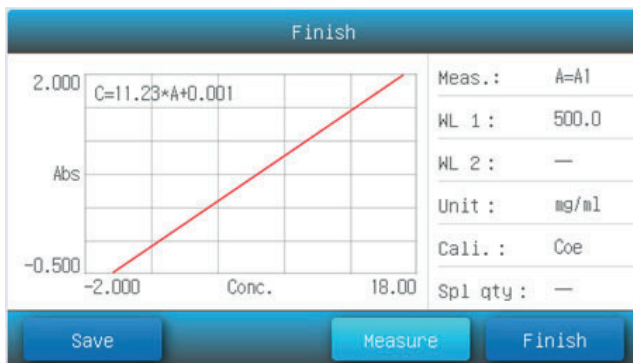 Finish
2.000
C=11.23*A+0.001
Abs
-0.500
-2.000 Conc. 18.00
Meas.: A=A1
WL 1: 500.0
WL 2: —
Unit: mg/ml
Cali.: Coe
Spl qty: —
Save Measure Finish